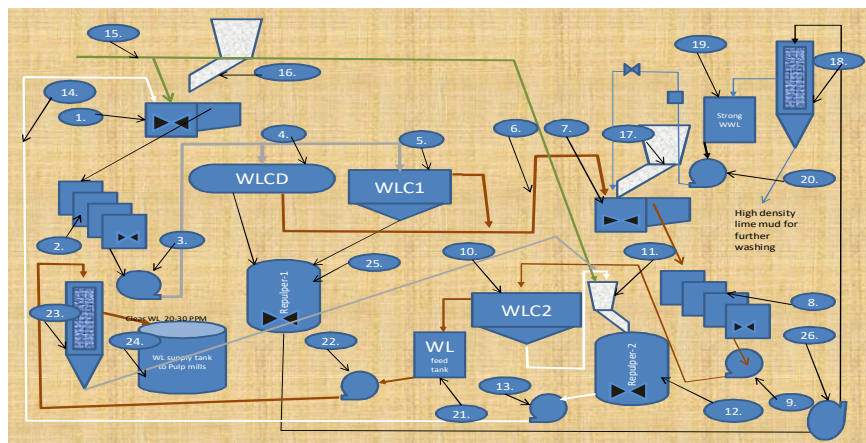 15.
16.
19.
18.
14.
1.
4.
5.
6.
7.
17.
Strong
WWL
20.
WLCD
WLC1
2.
3.
High density
lime mud for
further
washing
10.
11.
25.
Repulper-1
8.
23.
Clear WL 20-30 PPM
WLC2
26.
24.
WL supply tank
to Pulp mills
22.
WL
feed
tank
Repulper-2
21.
13.
12.
9.